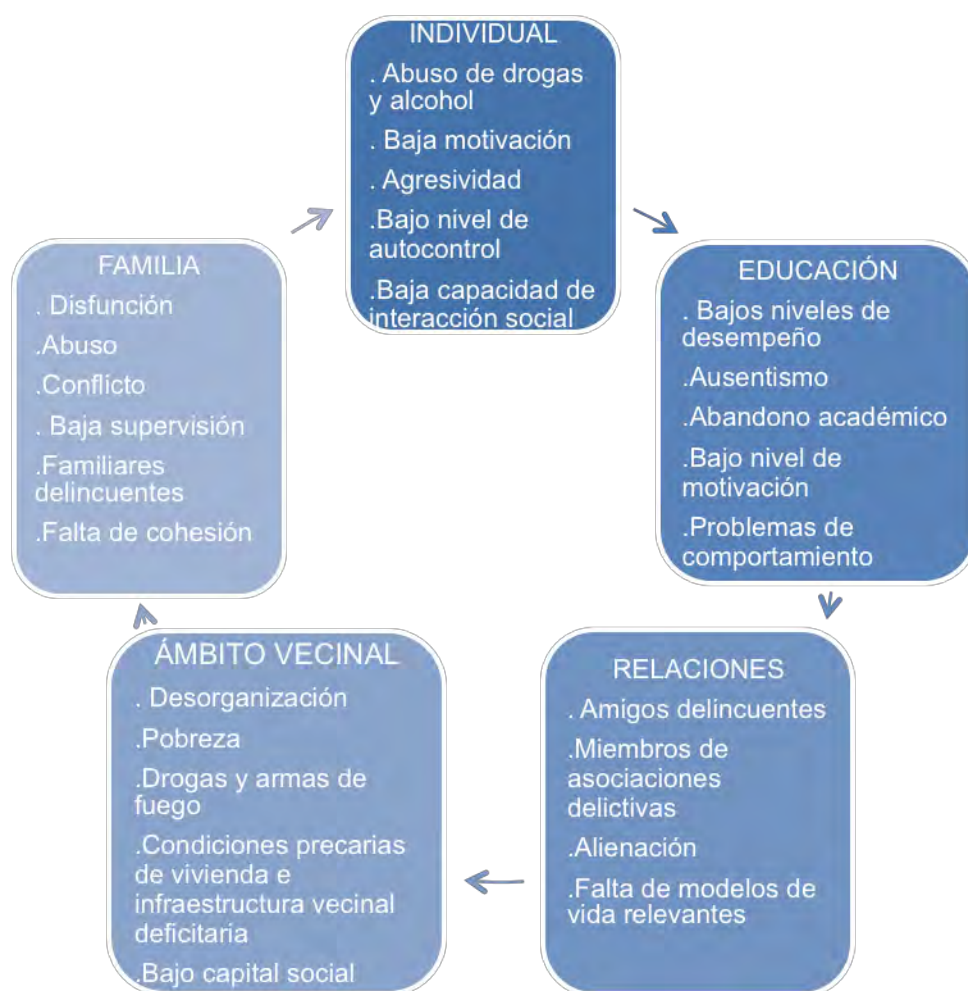 INDIVIDUAL
. Abuso de drogas
y alcohol
. Baja motivación
. Agresividad
.Bajo nivel de
autocontrol
.Baja capacidad de
interacción social
EDUCACIÓN
. Bajos niveles de
desempeño
.Ausentismo
.Abandono académico
.Bajo nivel de
motivación
.Problemas de
comportamiento
RELACIONES
. Amigos delincuentes
.Miembros de
asociaciones
delictivas
.Alienación
.Falta de modelos de
vida relevantes
ÁMBITO VECINAL
. Desorganización
.Pobreza
.Drogas y armas de
fuego
.Condiciones precarias
de vivienda e
infraestructura vecinal
deficitaria
.Bajo capital social
FAMILIA
. Disfunción
.Abuso
.Conflicto
. Baja supervisión
.Familiares
delincuentes
.Falta de cohesión